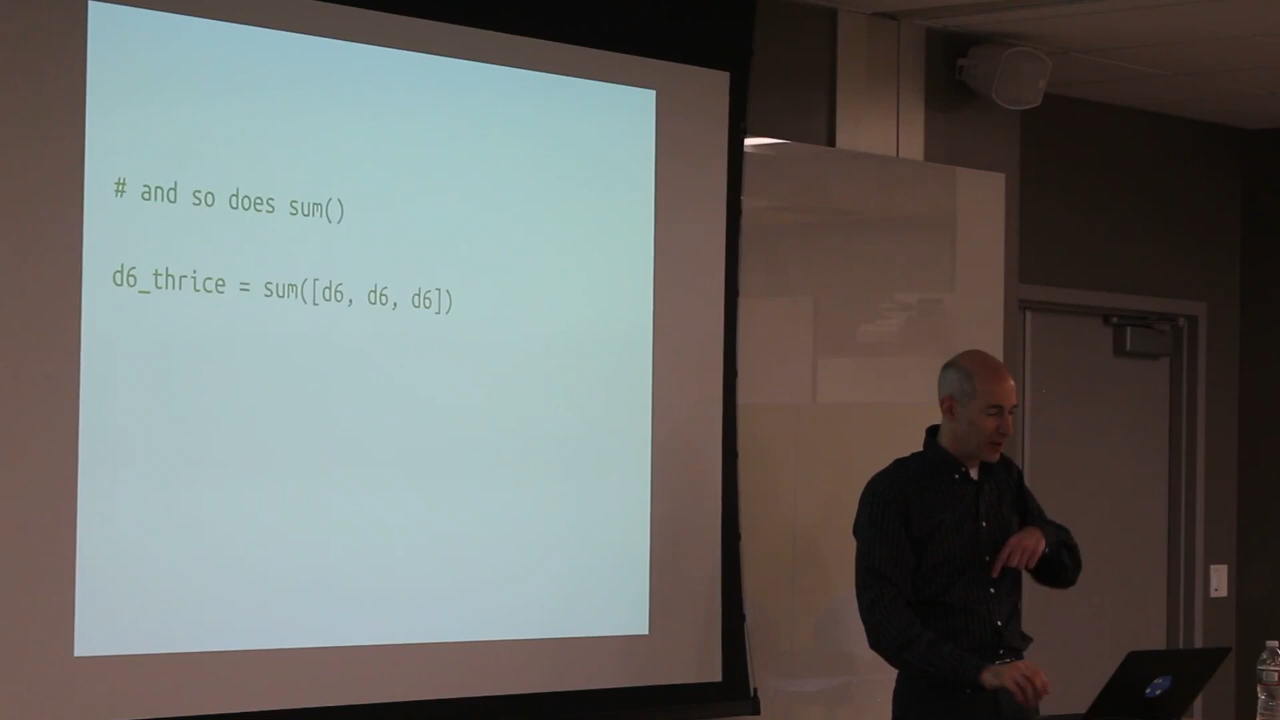 # and so does sum()
d6_thrice = sum([d6, d6, d6])